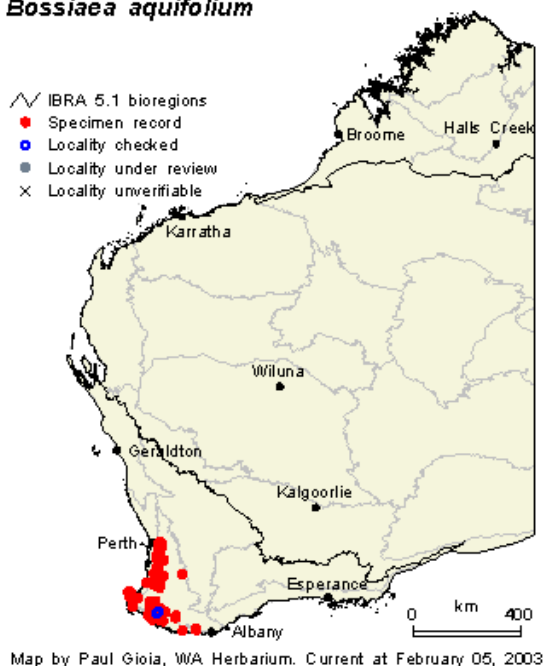 Bossiaea aquifolium
IBRA 5.1 bioregions
Specimen record
Locality checked
Locality under review
Locality unverifiable
Broome
Halls Creek
Karratha
Wiluna
Geraldton
Kalgoorlie
Perth
Esperance
Albany
km
0 400
Map by Paul Gioia, WA Herbarium. Current at February 05, 2003